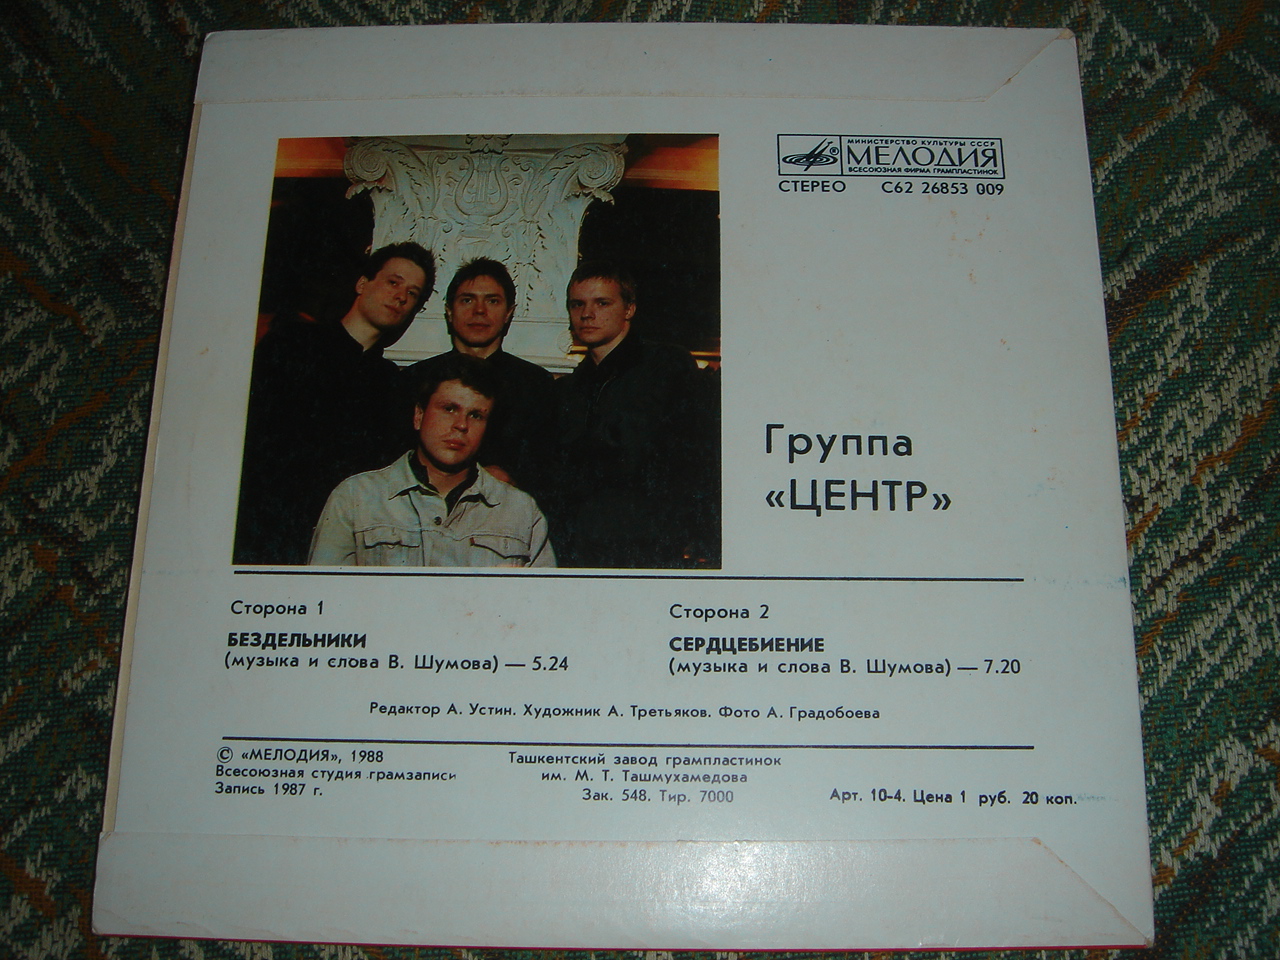 МИНИСТЕРСТВО КУЛЬТУРЫ СССР
МЕЛОДИЯ
ВСЕСОЮЗНАЯ ФИРМА ГРАМПЛАСТИНОК
СТЕРЕО С62 26853 009
Группа
«ЦЕНТР»
Сторона 1
БЕЗДЕЛЬНИКИ
(музыка и слова В. Шумова) — 5.24
Сторона 2
СЕРДЦЕБИЕНИЕ
(музыка и слова В. Шумова) — 7.20
Редактор А. Устин. Художник А. Третьяков. Фото А. Градобоева
© «МЕЛОДИЯ», 1988
Всесоюзная студия грамзаписи
Запись 1987 г.
Ташкентский завод грампластинок
им. М. Т. Ташмухамедова
Зак. 548. Тир. 7000
Арт. 10-4. Цена 1 руб. 20 коп.